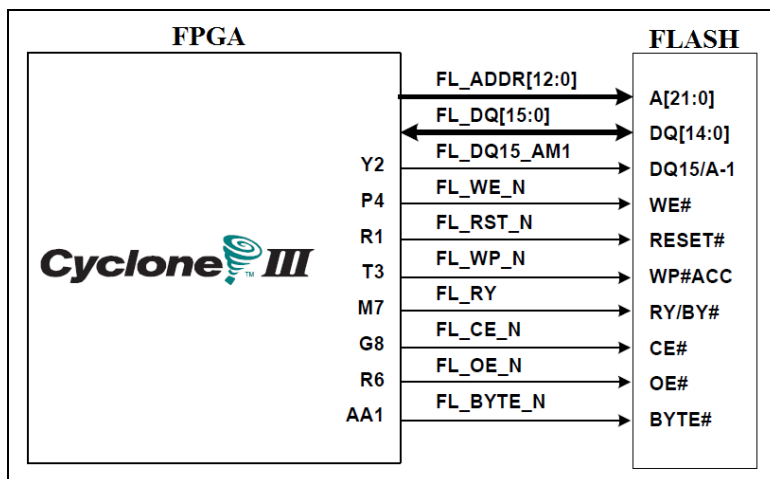 FPGA
FLASH
FL_ADDR[12:0]
A[21:0]
FL_DQ[15:0]
DQ[14:0]
Y2
FL_DQ15_AM1
DQ15/A-1
P4
FL_WE_N
WE#
R1
FL_RST_N
RESET#
Cyclone III
TM
T3
FL_WP_N
WP#ACC
M7
FL_RY
RY/BY#
G8
FL_CE_N
CE#
R6
FL_OE_N
OE#
AA1
FL_BYTE_N
BYTE#